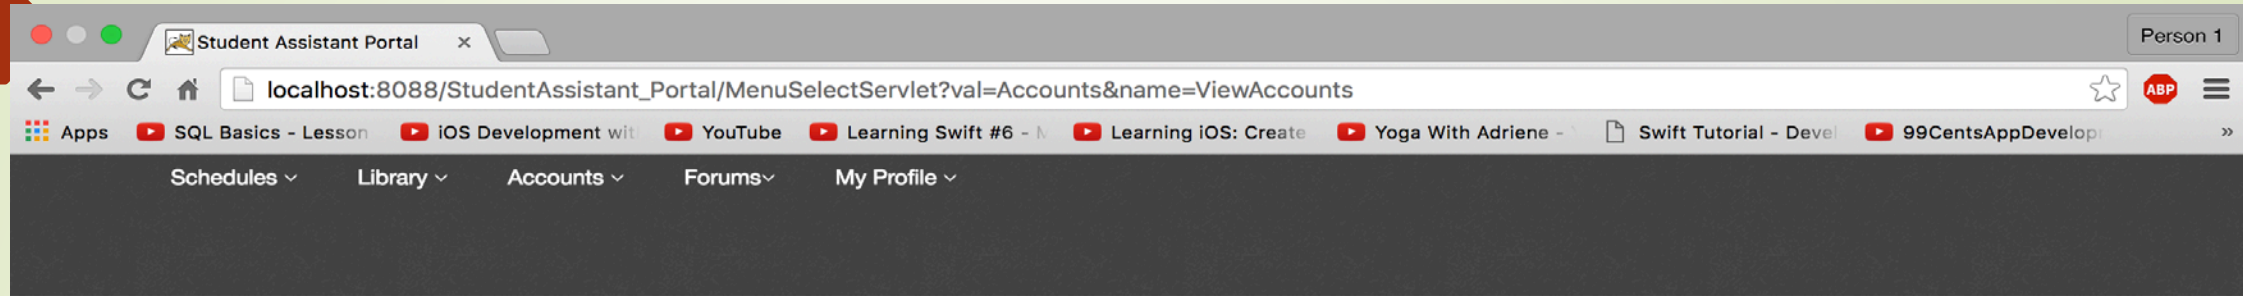 Student Assistant Portal
Person 1
localhost:8088/StudentAssistant_Portal/MenuSelectServlet?val=Accounts&name=ViewAccounts
ABP
Apps SQL Basics - Lesson iOS Development wit YouTube Learning Swift #6 - Learning iOS: Create Yoga With Adriene - Swift Tutorial - Devel 99CentsAppDevelop »
Schedules Library Accounts Forums My Profile